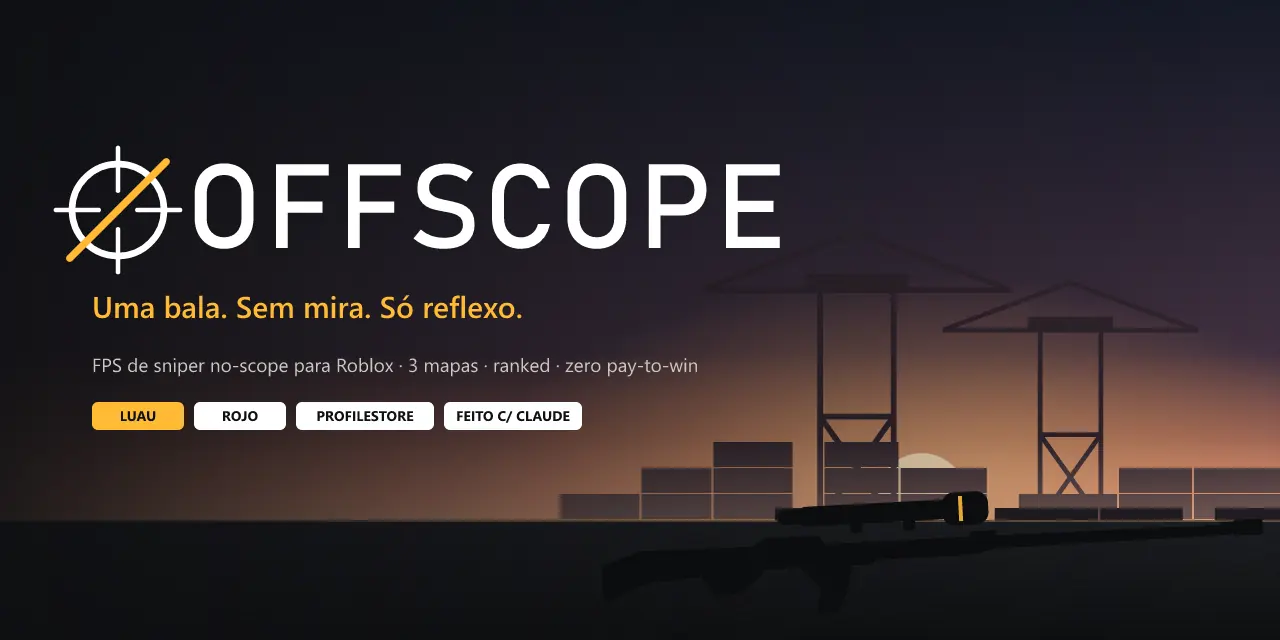 OFFSCOPE
Uma bala. Sem mira. Só reflexo.
FPS de sniper no-scope para Roblox · 3 mapas · ranked · zero pay-to-win
LUAU ROJO PROFILESTORE FEITO C/ CLAUDE